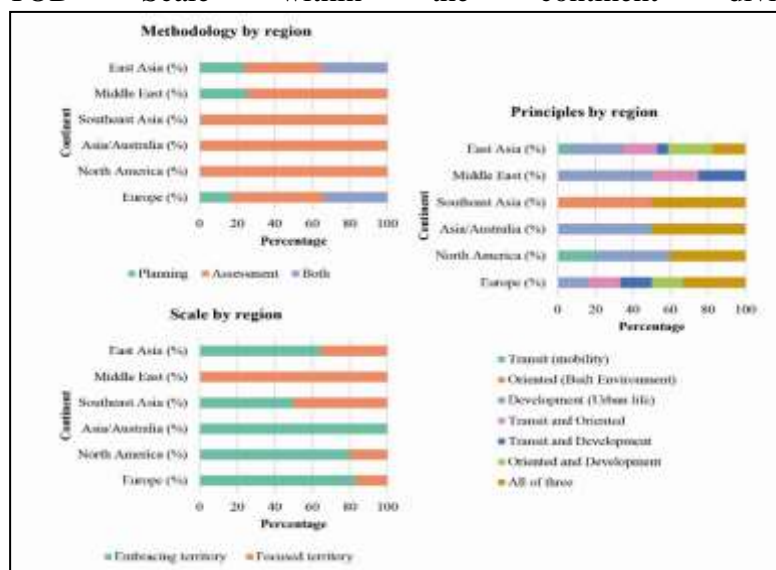 Scale within the continent
Methodology by region
East Asia (%)
Middle East (%)
Southeast Asia (%)
Asia/Australia (%)
North America (%)
Europe (%)
Continent
0 20 40 60 80 100
Percentage
Planning Assessment Both
Principles by region
East Asia (%)
Middle East (%)
Southeast Asia (%)
Asia/Australia (%)
North America (%)
Europe (%)
Continent
0 20 40 60 80 100
Percentage
Transit (mobility)
Oriented (Built Environment)
Development (Urban life)
Transit and Oriented
Transit and Development
Oriented and Development
All of three
Scale by region
East Asia (%)
Middle East (%)
Southeast Asia (%)
Asia/Australia (%)
North America (%)
Europe (%)
Continent
0 20 40 60 80 100
Percentage
Embracing territory Focused territory